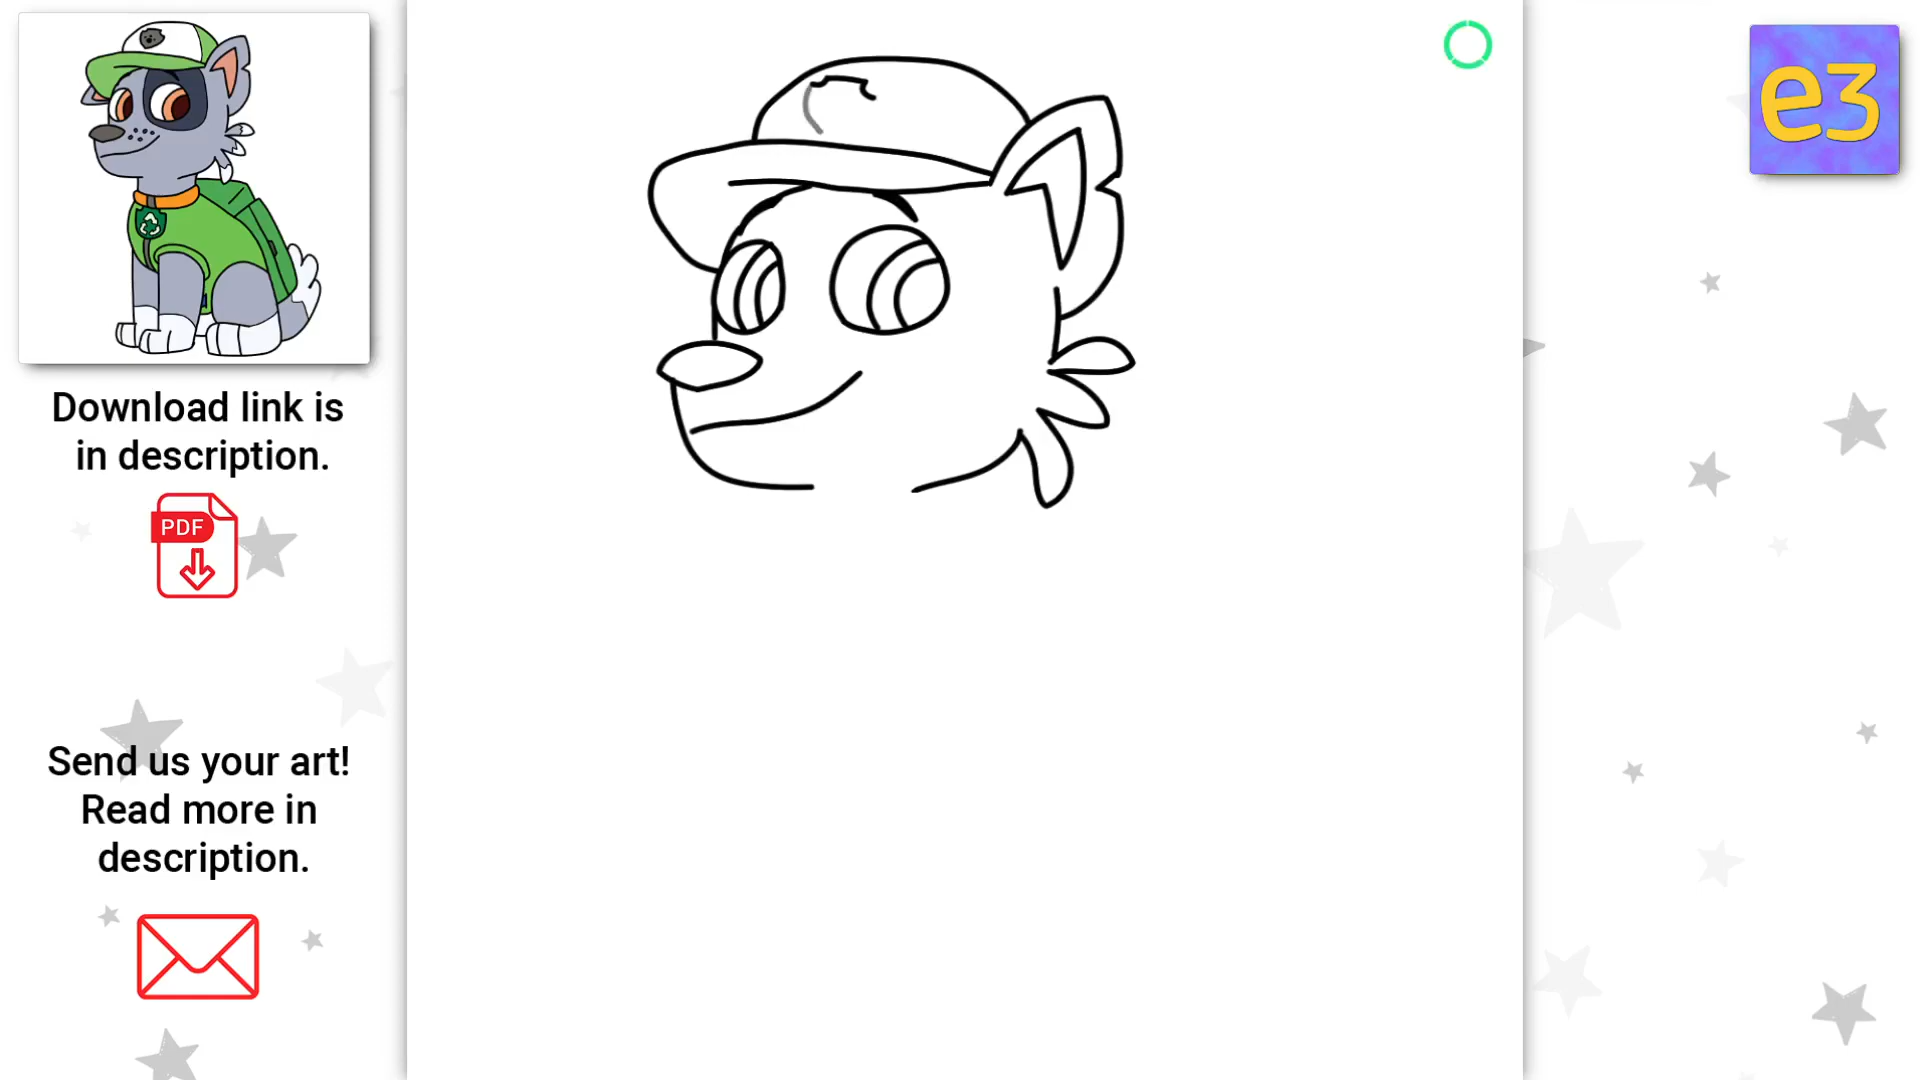 e3
Download link is
in description.
PDF
Send us your art!
Read more in
description.